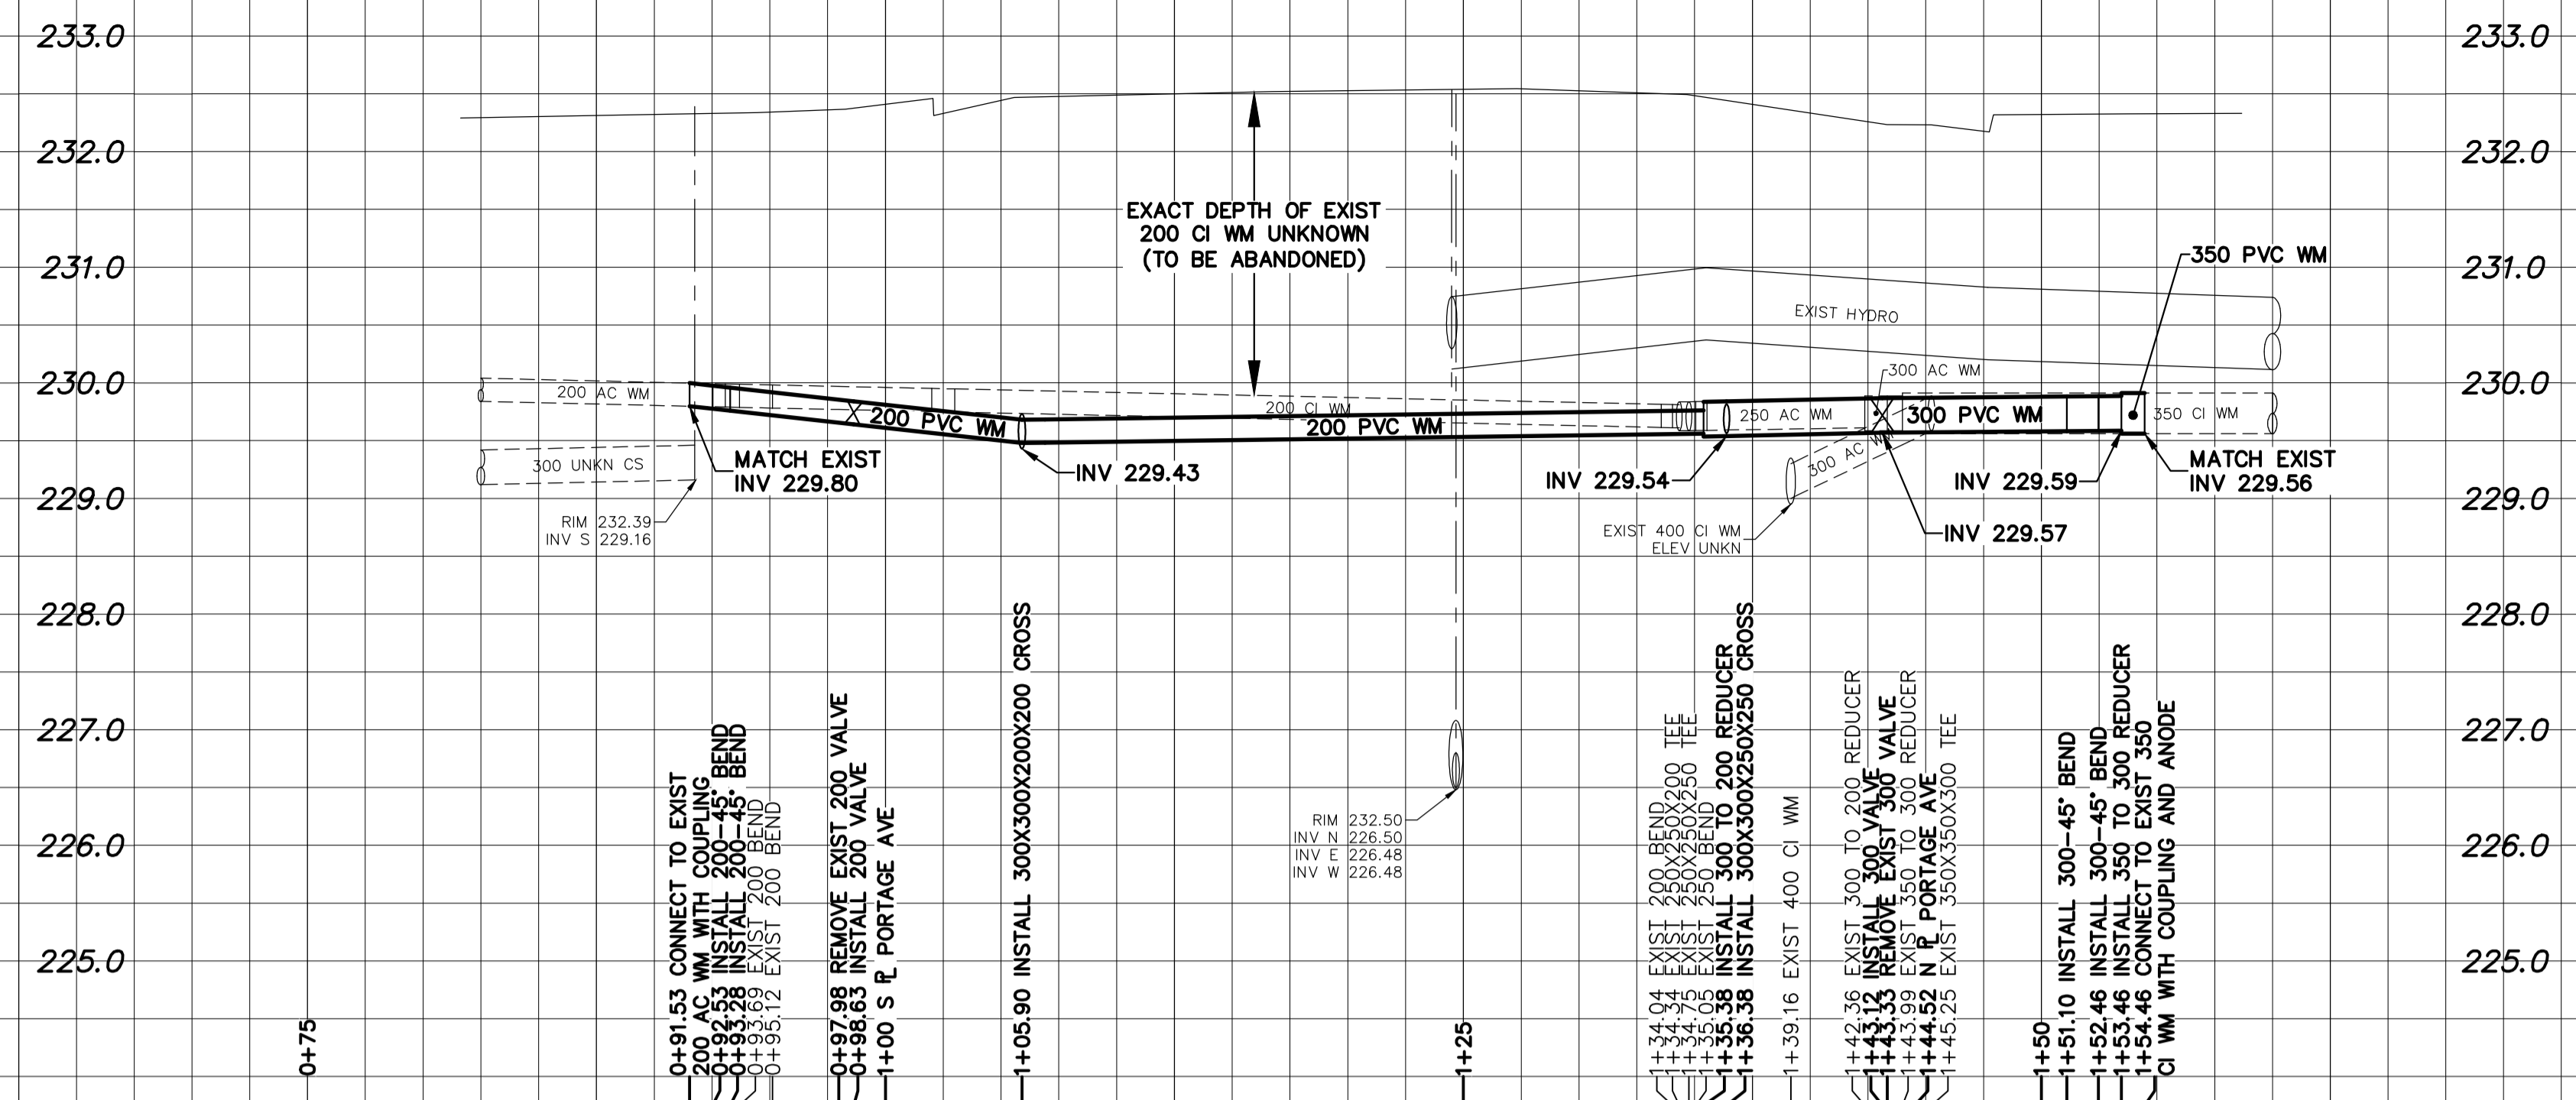 233.0
233.0
232.0
232.0
EXACT DEPTH OF EXIST
200 CI WM UNKNOWN
(TO BE ABANDONED)
231.0
231.0
350 PVC WM
EXIST HYDRO
230.0
230.0
200 AC WM
200 PVC WM
200 CI WM
200 PVC WM
250 AC WM
300 AC WM
300 PVC WM
350 CI WM
300 AC WM
300 UNKN CS
MATCH EXIST
INV 229.80
INV 229.43
INV 229.54
INV 229.59
MATCH EXIST
INV 229.56
229.0
229.0
RIM 232.39
INV S 229.16
EXIST 400 CI WM
ELEV UNKN
INV 229.57
228.0
228.0
227.0
227.0
RIM 232.50
INV N 226.50
INV E 226.48
INV W 226.48
226.0
226.0
225.0
225.0
0+75
0+91.53 CONNECT TO EXIST
200 AC WM WITH COUPLING
0+92.53 INSTALL 200-45° BEND
0+93.28 INSTALL 200-45° BEND
0+93.69 EXIST 200 BEND
0+95.12 EXIST 200 BEND
0+97.98 REMOVE EXIST 200 VALVE
0+98.63 INSTALL 200 VALVE
1+00 S PL PORTAGE AVE
1+05.90 INSTALL 300X300X200X200 CROSS
1+25
1+34.04 EXIST 200 BEND
1+34.34 EXIST 250X250X200 TEE
1+34.75 EXIST 250X250X250 TEE
1+35.05 EXIST 250 BEND
1+35.38 INSTALL 300 TO 200 REDUCER
1+36.38 INSTALL 300X300X250X250 CROSS
1+39.16 EXIST 400 CI WM
1+42.36 EXIST 300 TO 200 REDUCER
1+43.12 INSTALL 300 VALVE
1+43.33 REMOVE EXIST 300 VALVE
1+43.99 EXIST 350 TO 300 REDUCER
1+44.52 N PL PORTAGE AVE
1+45.25 EXIST 350X350X300 TEE
1+50
1+51.10 INSTALL 300-45° BEND
1+52.46 INSTALL 300-45° BEND
1+53.46 INSTALL 350 TO 300 REDUCER
1+54.46 CONNECT TO EXIST 350
CI WM WITH COUPLING AND ANODE